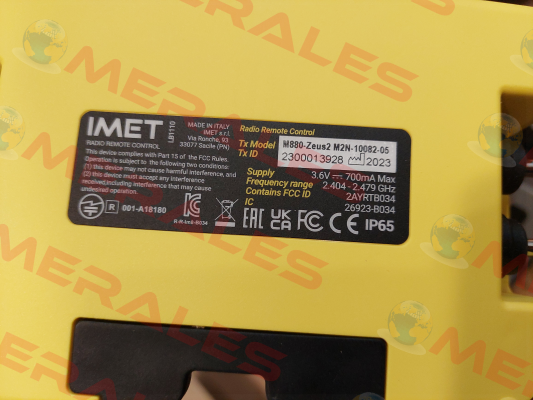 OMERALES
IMET
RADIO REMOTE CONTROL
LB1110
MADE IN ITALY
IMET s.r.l.
Via Ronche, 93
33077 Sacile (PN)
This device complies with Part 15 of the FCC Rules.
Operation is subject to the following two conditions:
(1) this device may not cause harmful interference, and
(2) this device must accept any interference
received, including interference that may cause
undesired operation.
R 001-A18180
R-R-Im8-B034
Radio Remote Control
Tx Model M880-Zeus2 M2N-10082-05
Tx ID 2300013928 2023
Supply 3.6V 700mA Max
Frequency range 2.404 - 2.479 GHz
Contains FCC ID 2AYRTB034
IC 26923-B034
EAC UK CA FC CE IP65